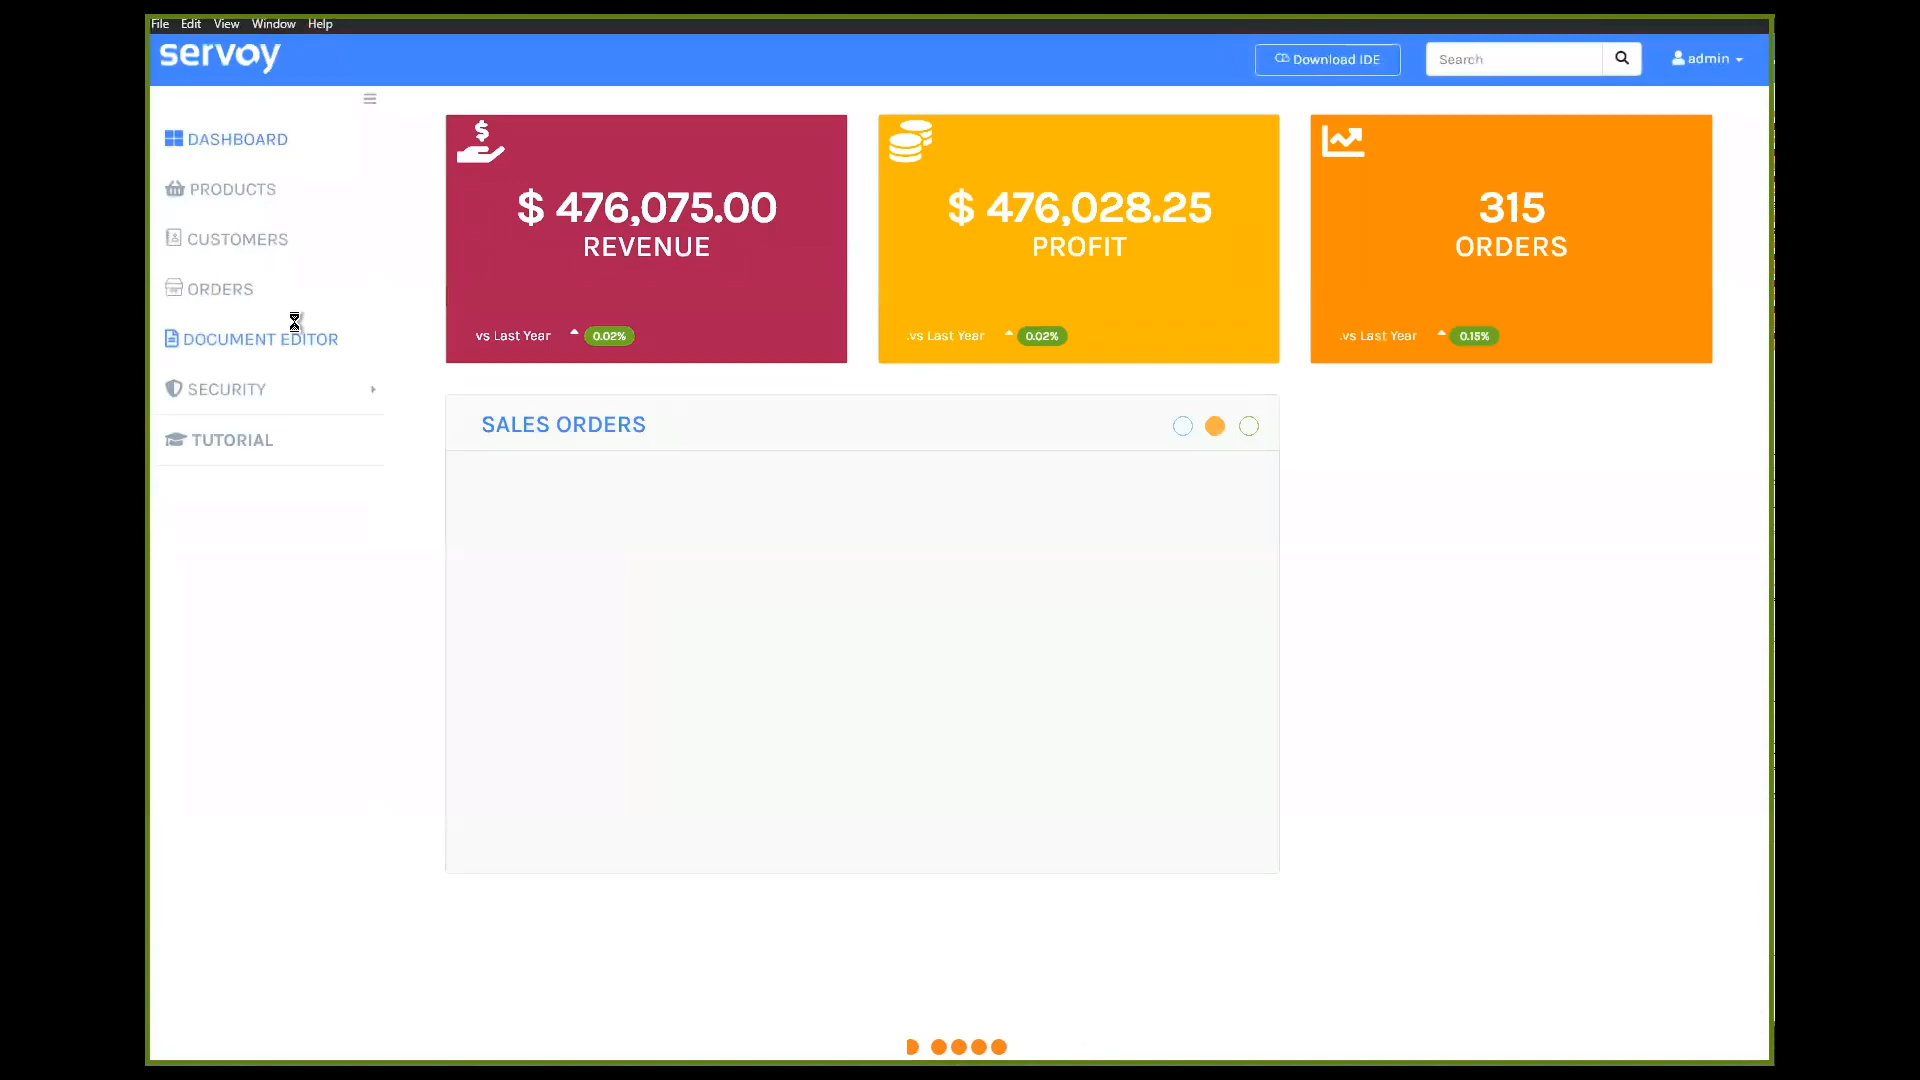 File Edit View Window Help
servoy
Download IDE
Search
admin
DASHBOARD
PRODUCTS
CUSTOMERS
ORDERS
DOCUMENT EDITOR
SECURITY
TUTORIAL
$ 476,075.00
REVENUE
vs Last Year 0.02%
$ 476,028.25
PROFIT
.vs Last Year 0.02%
315
ORDERS
.vs Last Year 0.15%
SALES ORDERS